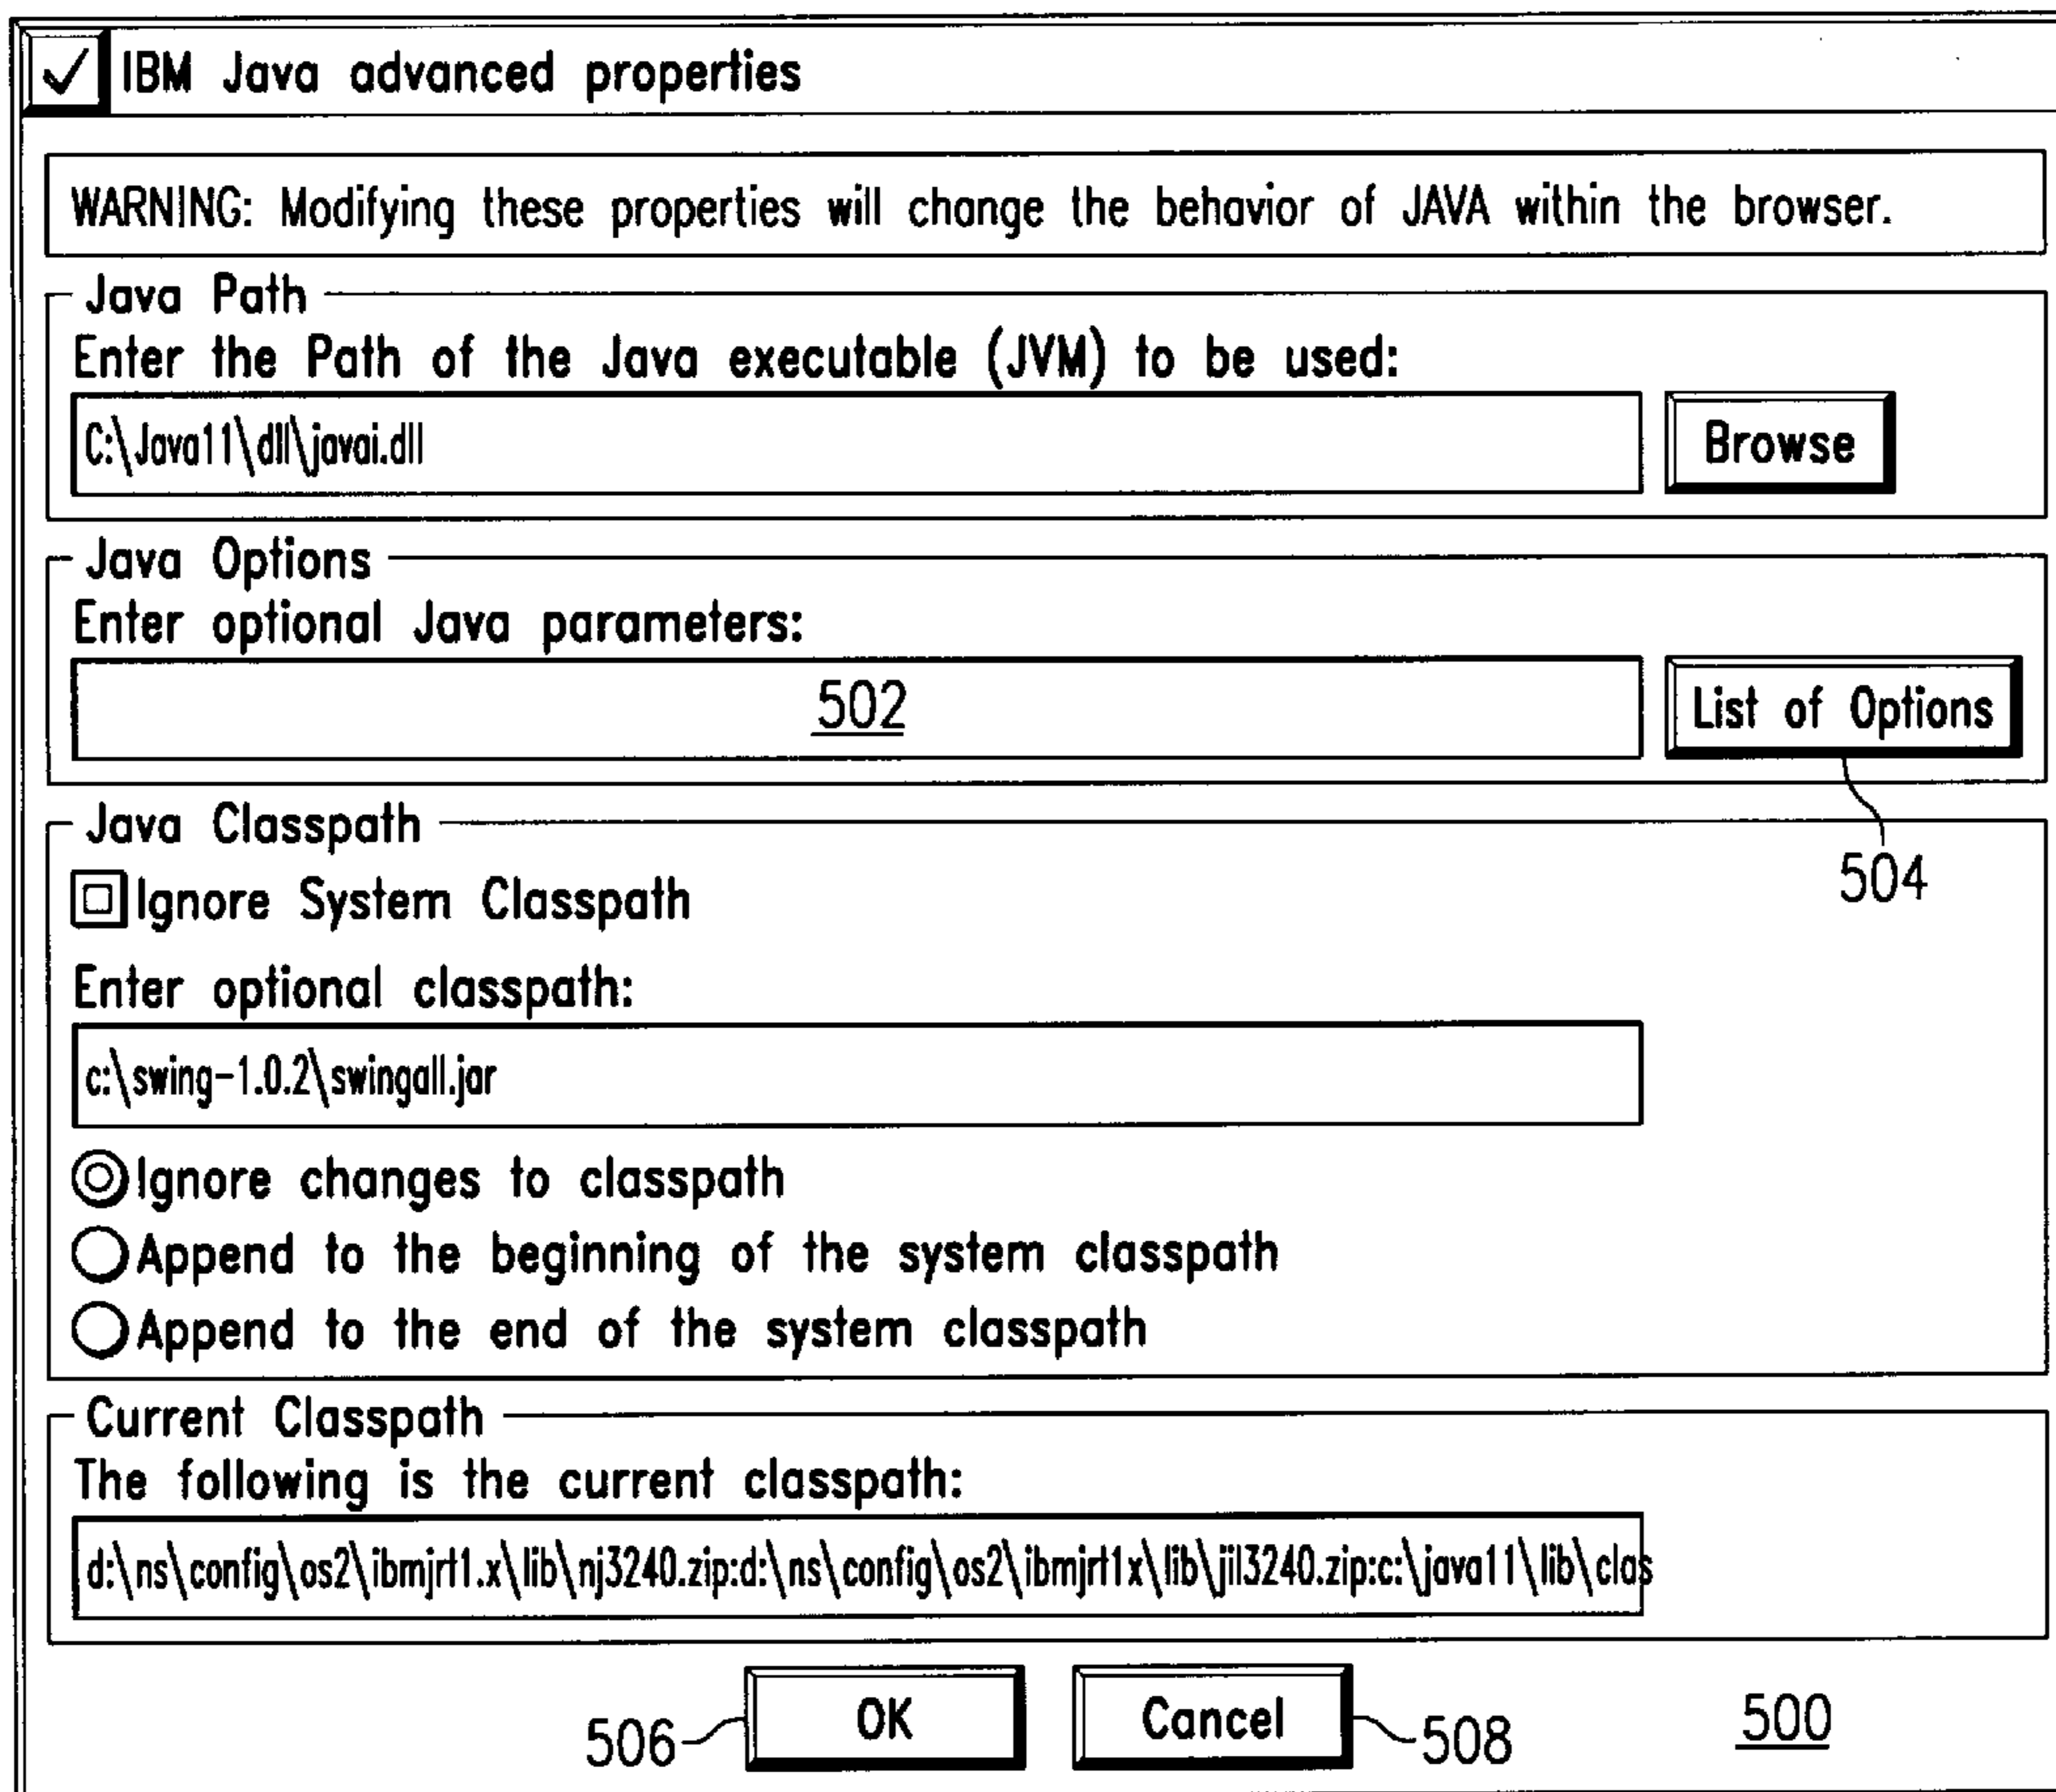 IBM Java advanced properties
WARNING: Modifying these properties will change the behavior of JAVA within the browser.
Java Path
Enter the Path of the Java executable (JVM) to be used:
C:\Java11\dll\javai.dll
Browse
Java Options
Enter optional Java parameters:
502
List of Options
504
Java Classpath
Ignore System Classpath
Enter optional classpath:
c:\swing-1.0.2\swingall.jar
Ignore changes to classpath
Append to the beginning of the system classpath
Append to the end of the system classpath
Current Classpath
The following is the current classpath:
d:\ns\config\os2\ibmjrt1.x\lib\nj3240.zip:d:\ns\config\os2\ibmjrt1x\lib\jil3240.zip:c:\java11\lib\clas
506 OK Cancel 508 500